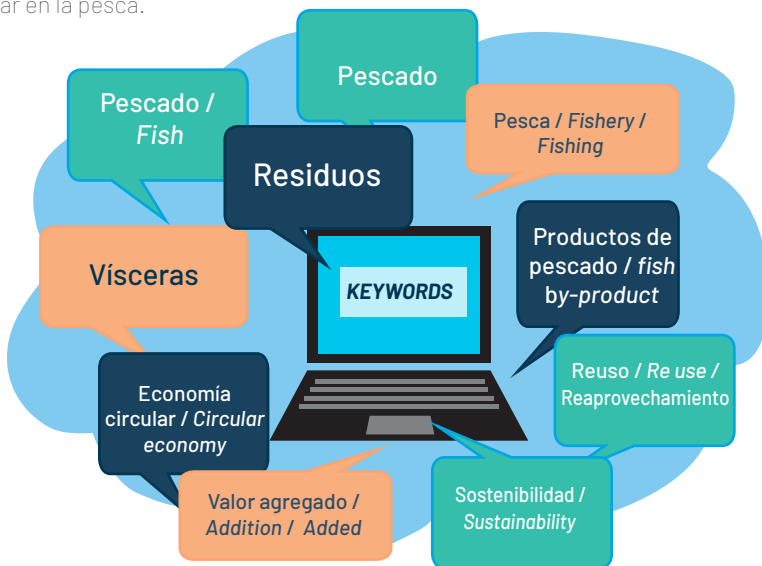 ar en la pesca.
Pescado
Pescado /
Fish
Pesca / Fishery /
Fishing
Residuos
Vísceras
KEYWORDS
Productos de
pescado / fish
by-product
Economía
circular / Circular
economy
Reuso / Re use /
Reaprovechamiento
Valor agregado /
Addition / Added
Sostenibilidad /
Sustainability